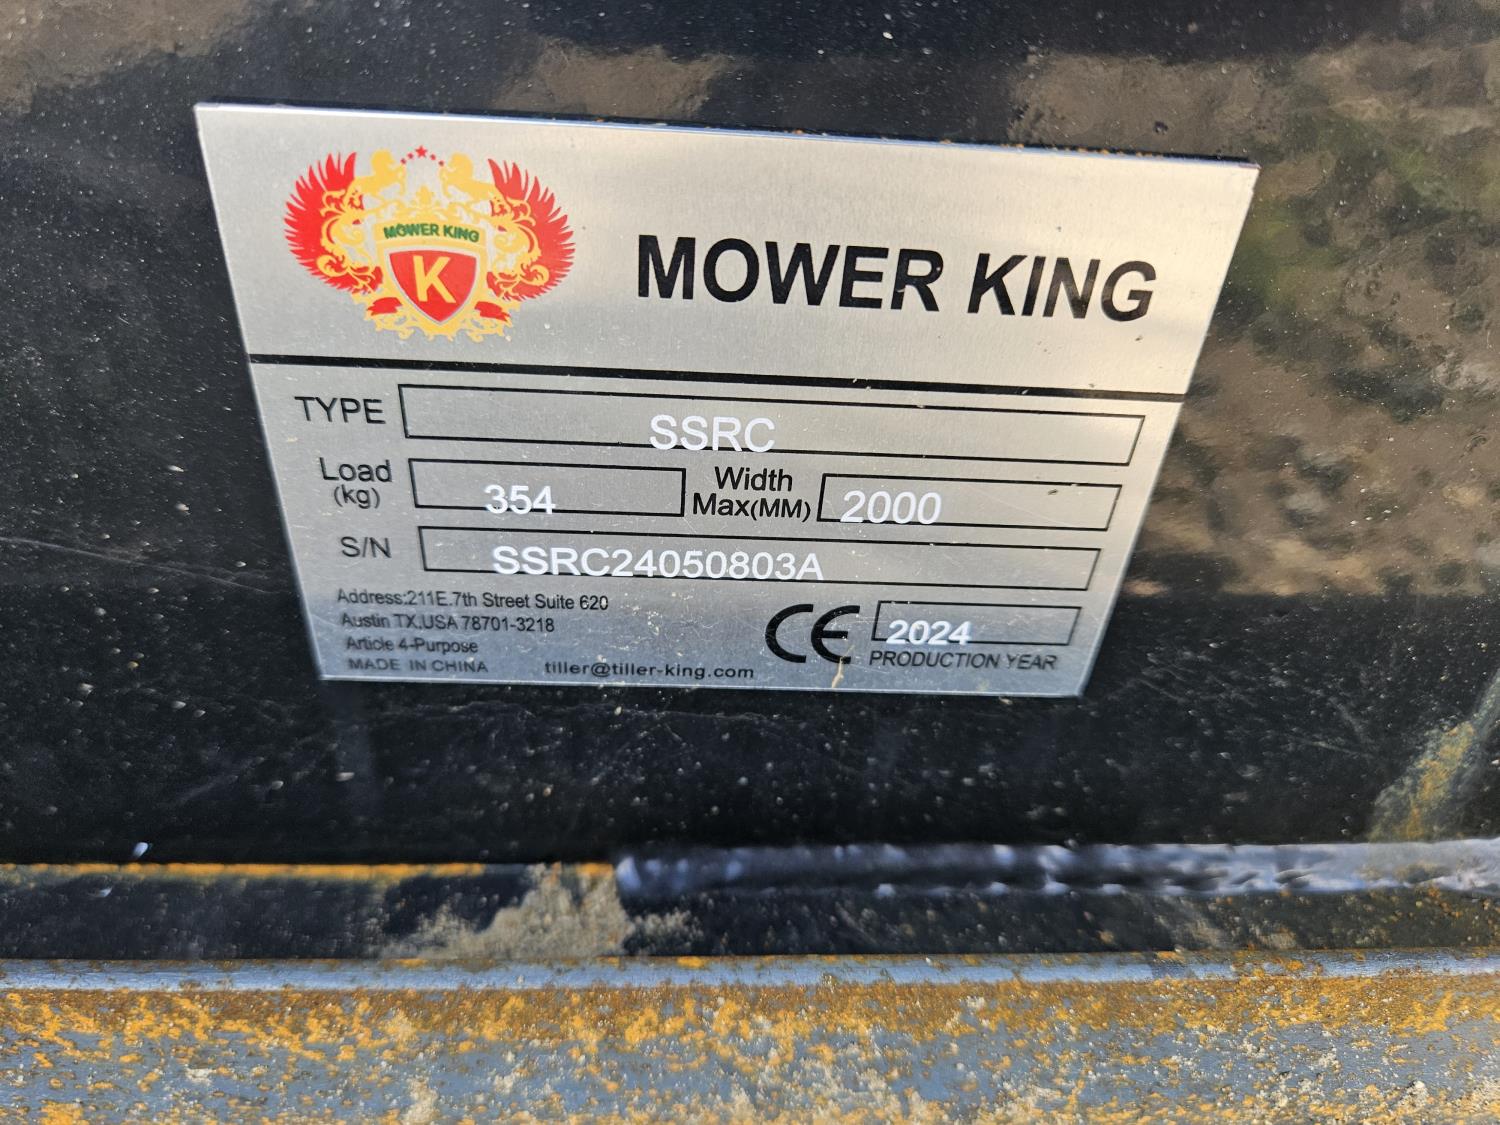 MOWER KING
K
MOWER KING
TYPE SSRC
Load (kg) 354 Width Max(MM) 2000
S/N SSRC24050803A
Address:211E.7th Street Suite 620
Austin TX,USA 78701-3218
Article 4-Purpose
MADE IN CHINA tiller@tiller-king.com
CE 2024
PRODUCTION YEAR